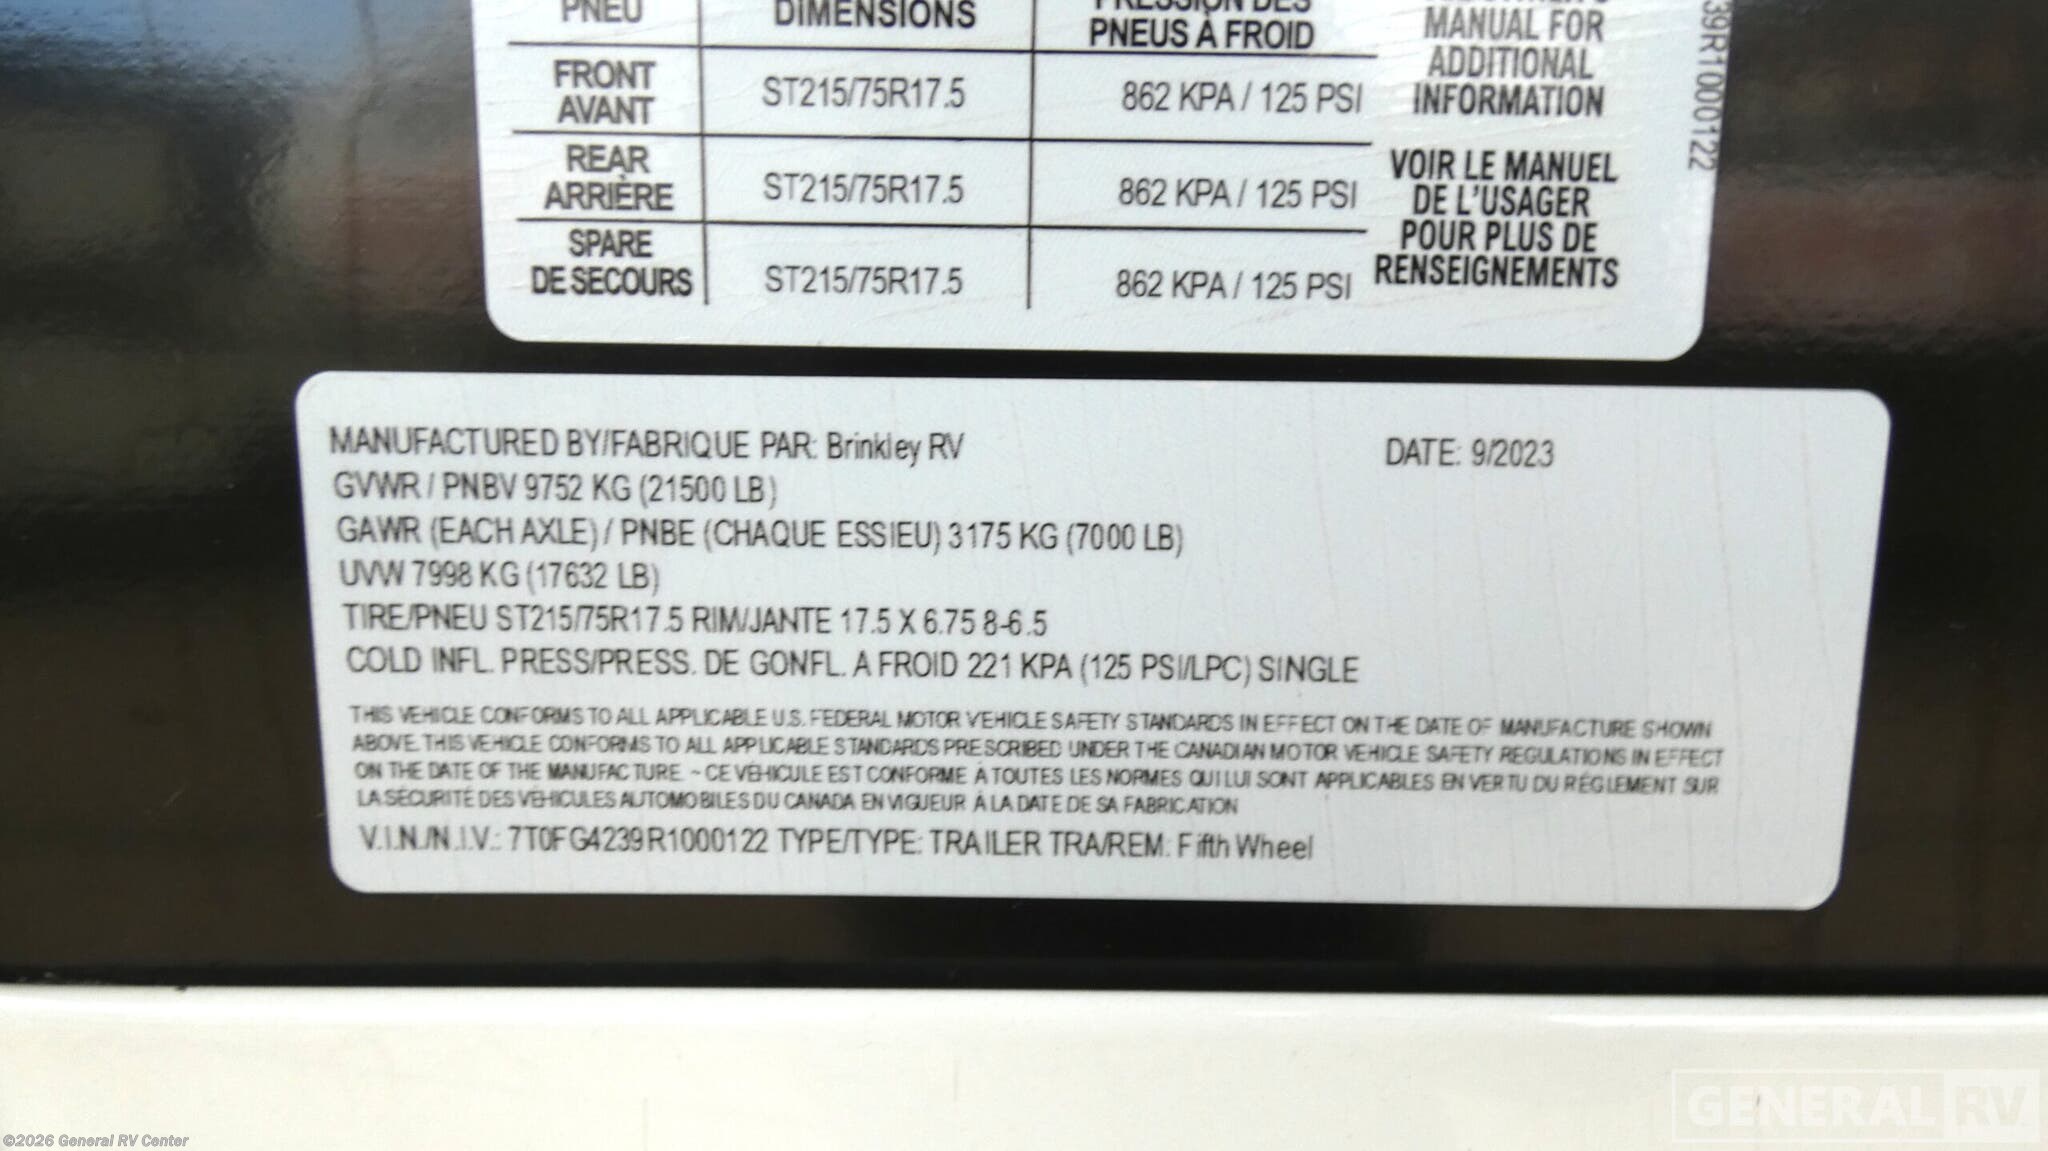 PNEU
DIMENSIONS
PRESSION DES
PNEUS À FROID
MANUAL FOR
ADDITIONAL
INFORMATION
FRONT
AVANT
ST215/75R17.5
862 KPA / 125 PSI
REAR
ARRIÈRE
ST215/75R17.5
862 KPA / 125 PSI
SPARE
DE SECOURS
ST215/75R17.5
862 KPA / 125 PSI
VOIR LE MANUEL
DE L'USAGER
POUR PLUS DE
RENSEIGNEMENTS
39R1000122
MANUFACTURED BY/FABRIQUE PAR: Brinkley RV DATE: 9/2023
GVWR / PNBV 9752 KG (21500 LB)
GAWR (EACH AXLE) / PNBE (CHAQUE ESSIEU) 3175 KG (7000 LB)
UVW 7998 KG (17632 LB)
TIRE/PNEU ST215/75R17.5 RIM/JANTE 17.5 X 6.75 8-6.5
COLD INFL. PRESS/PRESS. DE GONFL. A FROID 221 KPA (125 PSI/LPC) SINGLE
THIS VEHICLE CONFORMS TO ALL APPLICABLE U.S. FEDERAL MOTOR VEHICLE SAFETY STANDARDS IN EFFECT ON THE DATE OF MANUFACTURE SHOWN
ABOVE. THIS VEHICLE CONFORMS TO ALL APPLICABLE STANDARDS PRESCRIBED UNDER THE CANADIAN MOTOR VEHICLE SAFETY REGULATIONS IN EFFECT
ON THE DATE OF THE MANUFACTURE. ~ CE VÉHICULE EST CONFORME À TOUTES LES NORMES QUI LUI SONT APPLICABLES EN VERTU DU RÉGLEMENT SUR
LA SÉCURITÉ DES VÉHICULES AUTOMOBILES DU CANADA EN VIGUEUR À LA DATE DE SA FABRICATION
V.I.N./N.I.V.: 7T0FG4239R1000122 TYPE/TYPE: TRAILER TRA/REM: Fifth Wheel
GENERAL RV
©2026 General RV Center